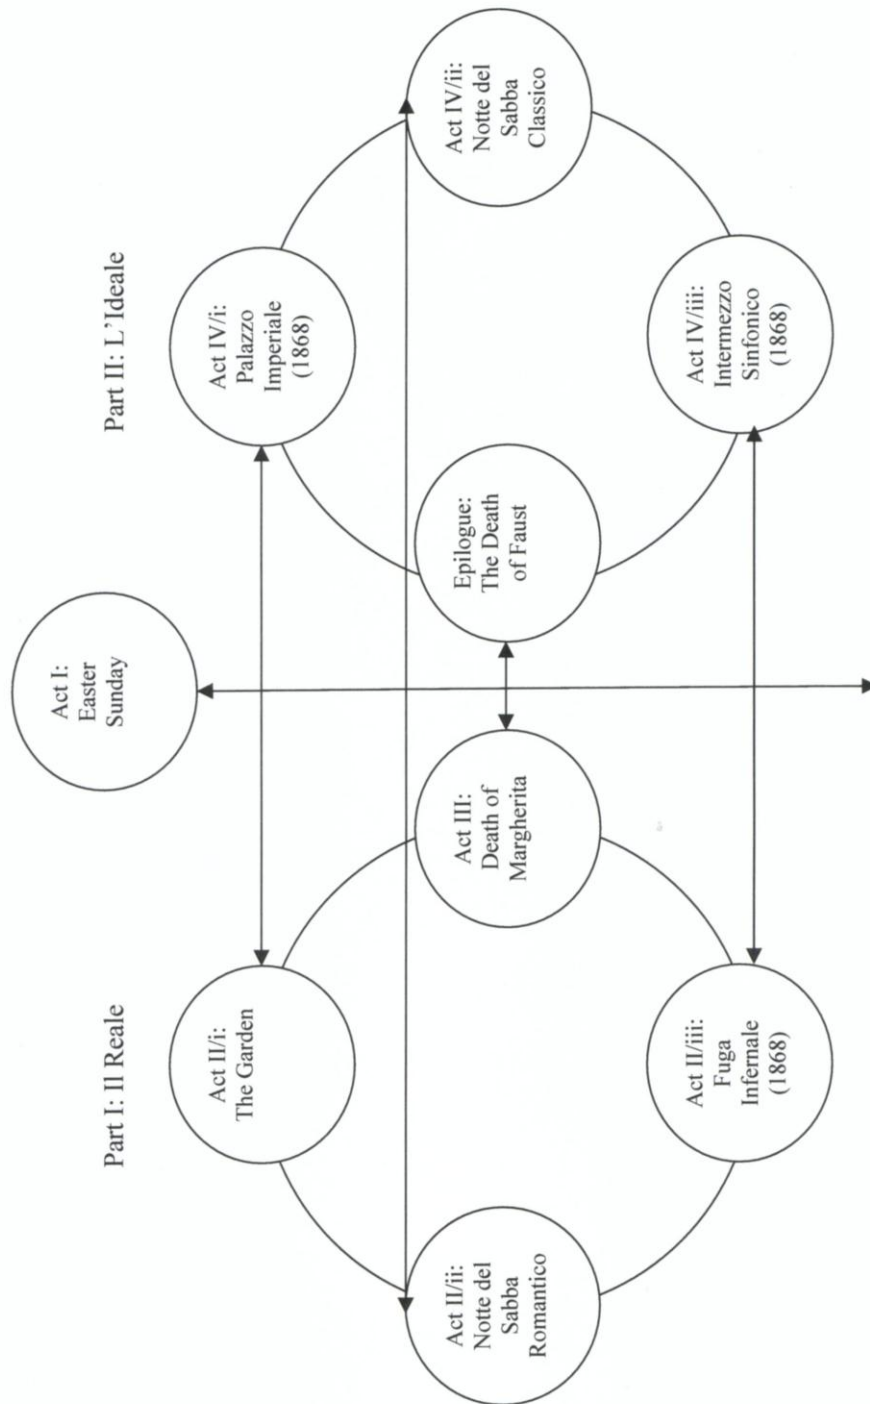 Act I:
Easter
Sunday
Part I: Il Reale
Part II: L'Ideale
Act II/i:
The Garden
Act IV/i:
Palazzo
Imperiale
(1868)
Act II/ii:
Notte del
Sabba
Romantico
Act III:
Death of
Margherita
Epilogue:
The Death
of Faust
Act IV/ii:
Notte del
Sabba
Classico
Act II/iii:
Fuga
Infernale
(1868)
Act IV/iii:
Intermezzo
Sinfonico
(1868)